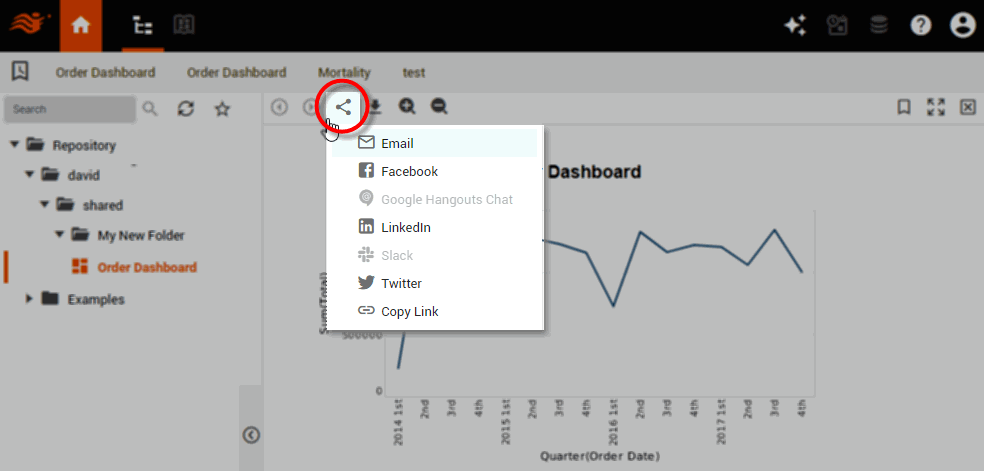 Order Dashboard
Order Dashboard
Mortality
test
Search
Repository
david
shared
My New Folder
Order Dashboard
Examples
Email
Facebook
Google Hangouts Chat
LinkedIn
Slack
Twitter
Copy Link
Dashboard
Sum(Total)
500000
0
2014 1st
2nd
3rd
4th
2015 1st
2nd
3rd
4th
2016 1st
2nd
3rd
4th
2017 1st
2nd
3rd
4th
Quarter(Order Date)